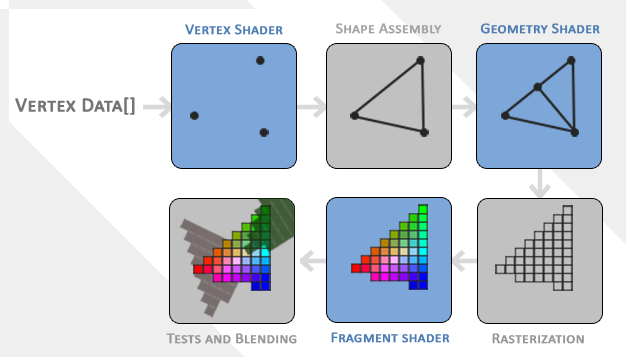 Vertex Shader
Shape Assembly
Geometry Shader
Vertex Data[]
Tests and Blending
Fragment shader
Rasterization